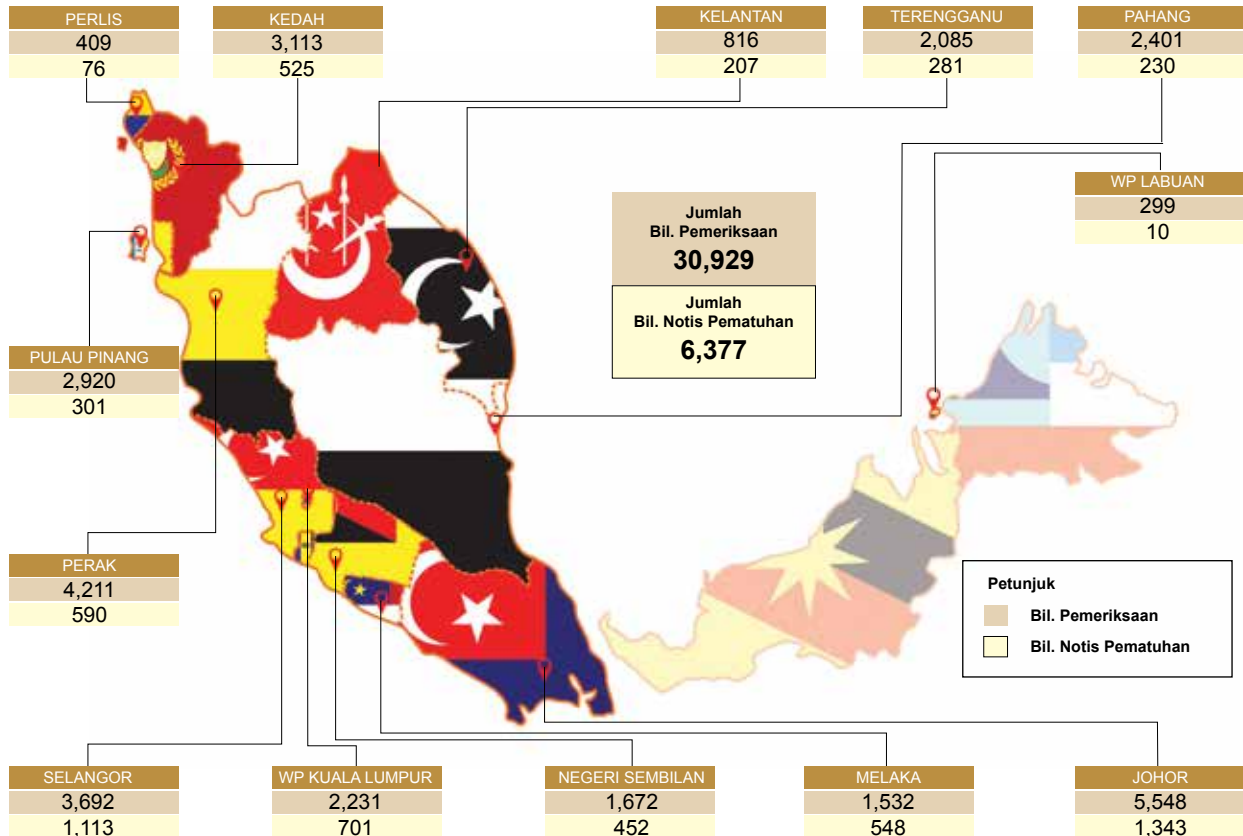 PERLIS
409
76
KEDAH
3,113
525
KELANTAN
816
207
TERENGGANU
2,085
281
PAHANG
2,401
230
WP LABUAN
299
10
Jumlah
Bil. Pemeriksaan
30,929
Jumlah
Bil. Notis Pematuhan
6,377
PULAU PINANG
2,920
301
PERAK
4,211
590
Petunjuk
Bil. Pemeriksaan
Bil. Notis Pematuhan
SELANGOR
3,692
1,113
WP KUALA LUMPUR
2,231
701
NEGERI SEMBILAN
1,672
452
MELAKA
1,532
548
JOHOR
5,548
1,343